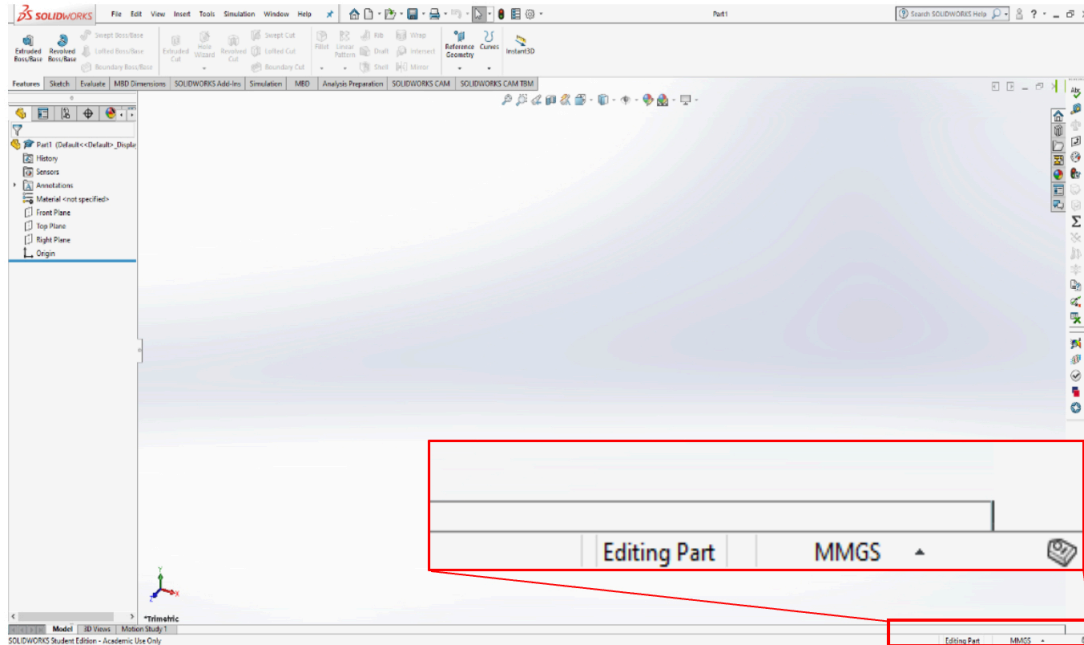 SOLIDWORKS File Edit View Insert Tools Simulation Window Help Part1 Search SOLIDWORKS Help ?
Extruded Boss/Base
Revolved Boss/Base
Swept Boss/Base
Lofted Boss/Base
Boundary Boss/Base
Extruded Cut
Hole Wizard
Revolved Cut
Swept Cut
Lofted Cut
Boundary Cut
Fillet
Linear Pattern
Rib
Draft
Shell
Wrap
Intersect
Mirror
Reference Geometry
Curves
Instant3D
Features Sketch Evaluate MBD Dimensions SOLIDWORKS Add-Ins Simulation MBD Analysis Preparation SOLIDWORKS CAM SOLIDWORKS CAM TBM
Part1 (Default<<Default>_Display
History
Sensors
Annotations
Material <not specified>
Front Plane
Top Plane
Right Plane
Origin
Editing Part MMGS
Y
X
Z
*Trimetric
Model 3D Views Motion Study 1
SOLIDWORKS Student Edition - Academic Use Only Editing Part MMGS